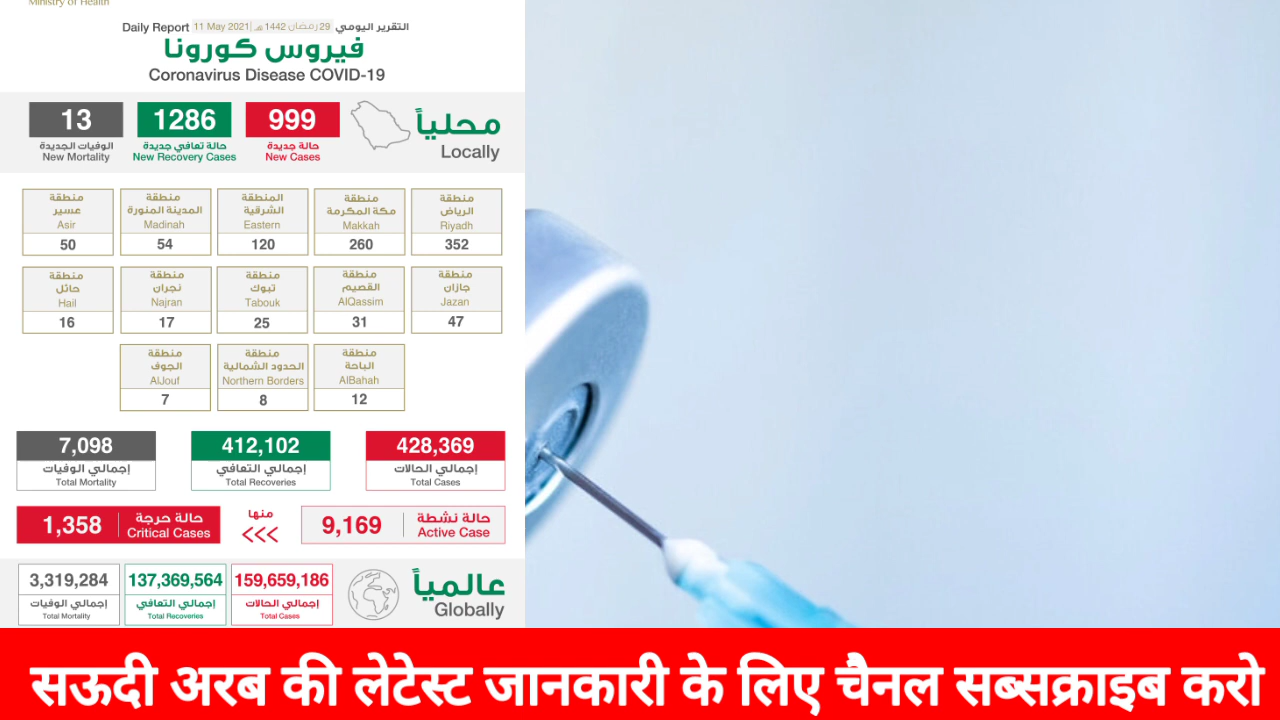 Ministry of Health
Daily Report 11 May 2021| 29 رمضان 1442هـ التقرير اليومي
فيروس كورونا
Coronavirus Disease COVID-19
13 1286 999 محلياً
الوفيات الجديدة حالة تعافي جديدة حالة جديدة
New Mortality New Recovery Cases New Cases Locally
منطقة منطقة المنطقة منطقة منطقة
عسير المدينة المنورة الشرقية مكة المكرمة الرياض
Asir Madinah Eastern Makkah Riyadh
50 54 120 260 352
منطقة منطقة منطقة منطقة منطقة
حائل نجران تبوك القصيم جازان
Hail Najran Tabouk AlQassim Jazan
16 17 25 31 47
منطقة منطقة منطقة
الجوف الحدود الشمالية الباحة
AlJouf Northern Borders AlBahah
7 8 12
7,098 412,102 428,369
إجمالي الوفيات إجمالي التعافي إجمالي الحالات
Total Mortality Total Recoveries Total Cases
1,358 حالة حرجة منها 9,169 حالة نشطة
Critical Cases <<< Active Case
3,319,284 137,369,564 159,659,186 عالمياً
إجمالي الوفيات إجمالي التعافي إجمالي الحالات Globally
Total Mortality Total Recoveries Total Cases
सऊदी अरब की लेटेस्ट जानकारी के लिए चैनल सब्सक्राइब करो